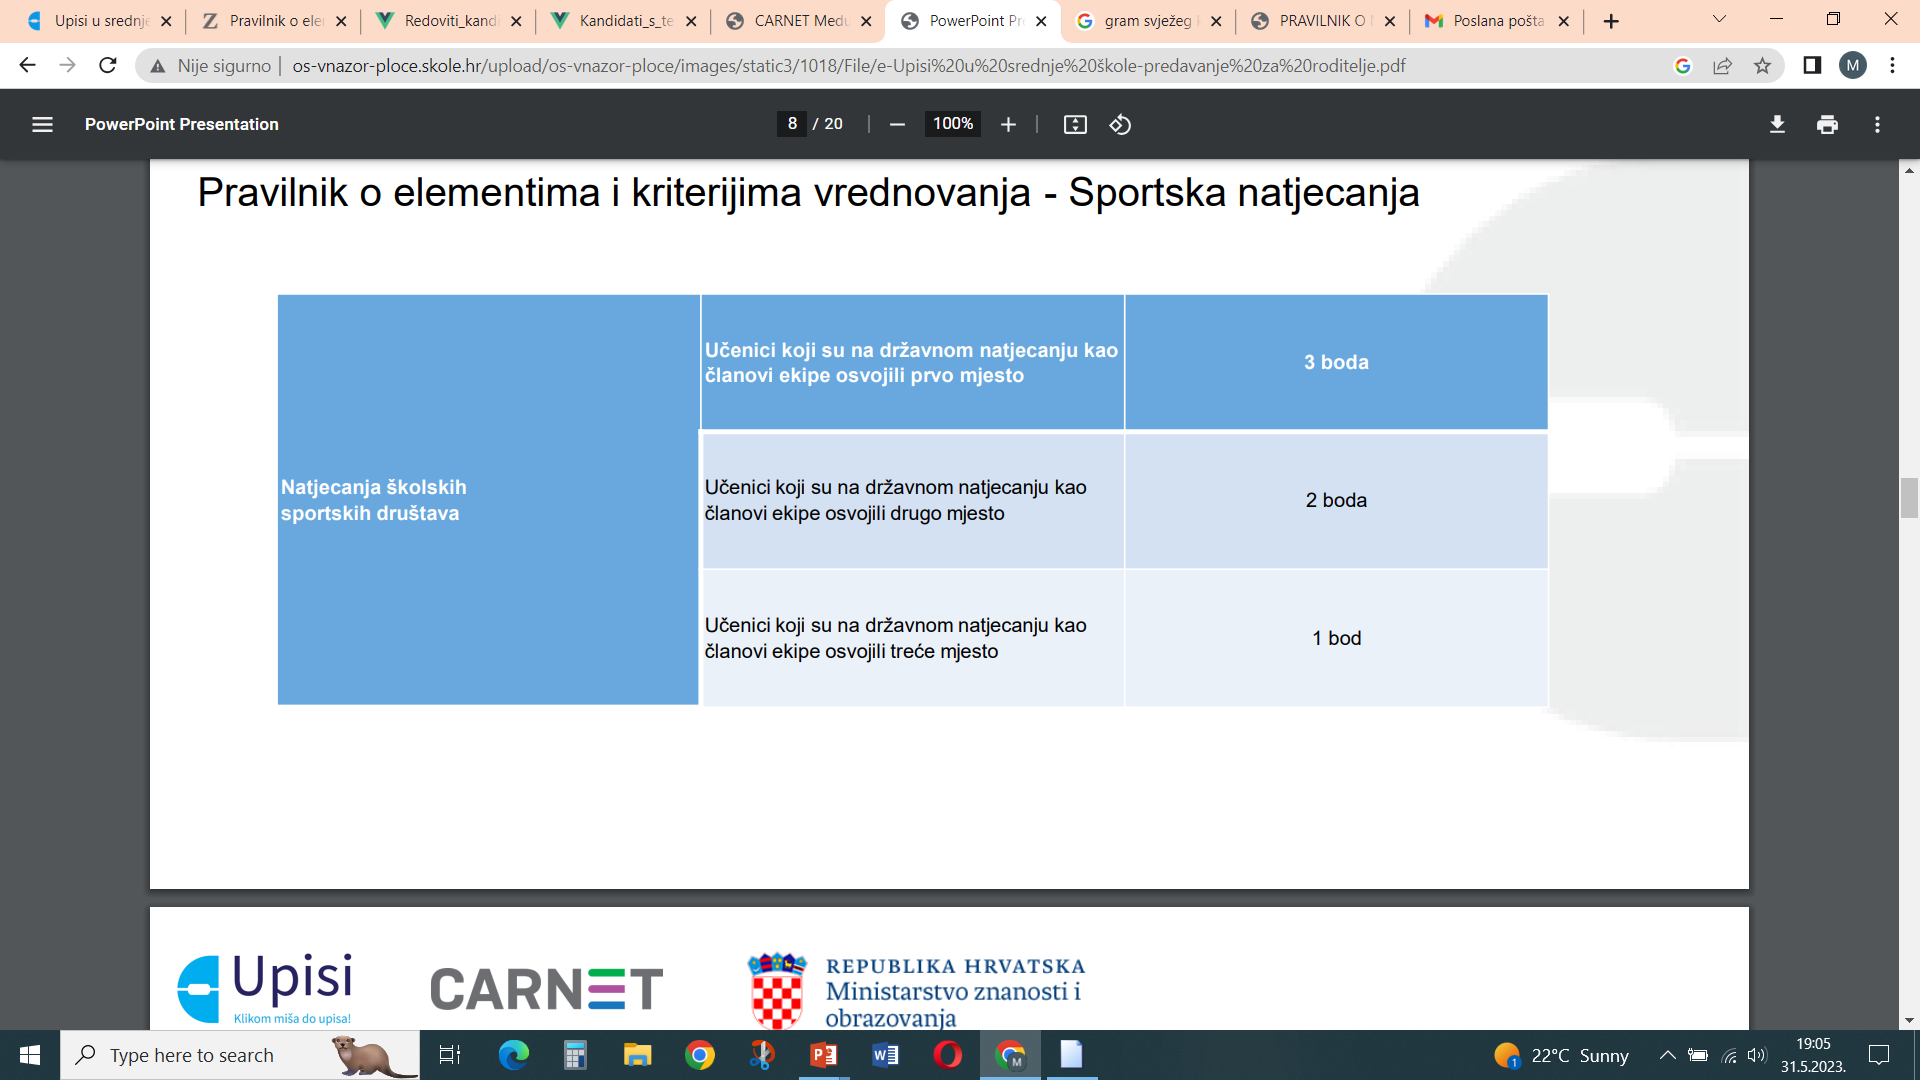 Upisi u srednje
Pravilnik o ele
Redoviti_kand
Kandidati_s_te
CARNET Medu
PowerPoint Pr
gram svježeg
PRAVILNIK O
Poslana pošta
Nije sigurno
os-vnazor-ploce.skole.hr/upload/os-vnazor-ploce/images/static3/1018/File/e-Upisi%20u%20srednje%20škole-predavanje%20za%20roditelje.pdf
M
PowerPoint Presentation
8 / 20
100%
Pravilnik o elementima i kriterijima vrednovanja - Sportska natjecanja
Učenici koji su na državnom natjecanju kao
članovi ekipe osvojili prvo mjesto
3 boda
Natjecanja školskih
sportskih društava
Učenici koji su na državnom natjecanju kao
članovi ekipe osvojili drugo mjesto
2 boda
Učenici koji su na državnom natjecanju kao
članovi ekipe osvojili treće mjesto
1 bod
Upisi
Klikom miša do upisa!
CARNET
REPUBLIKA HRVATSKA
Ministarstvo znanosti i
obrazovanja
Type here to search
1
22°C Sunny
19:05
31.5.2023.